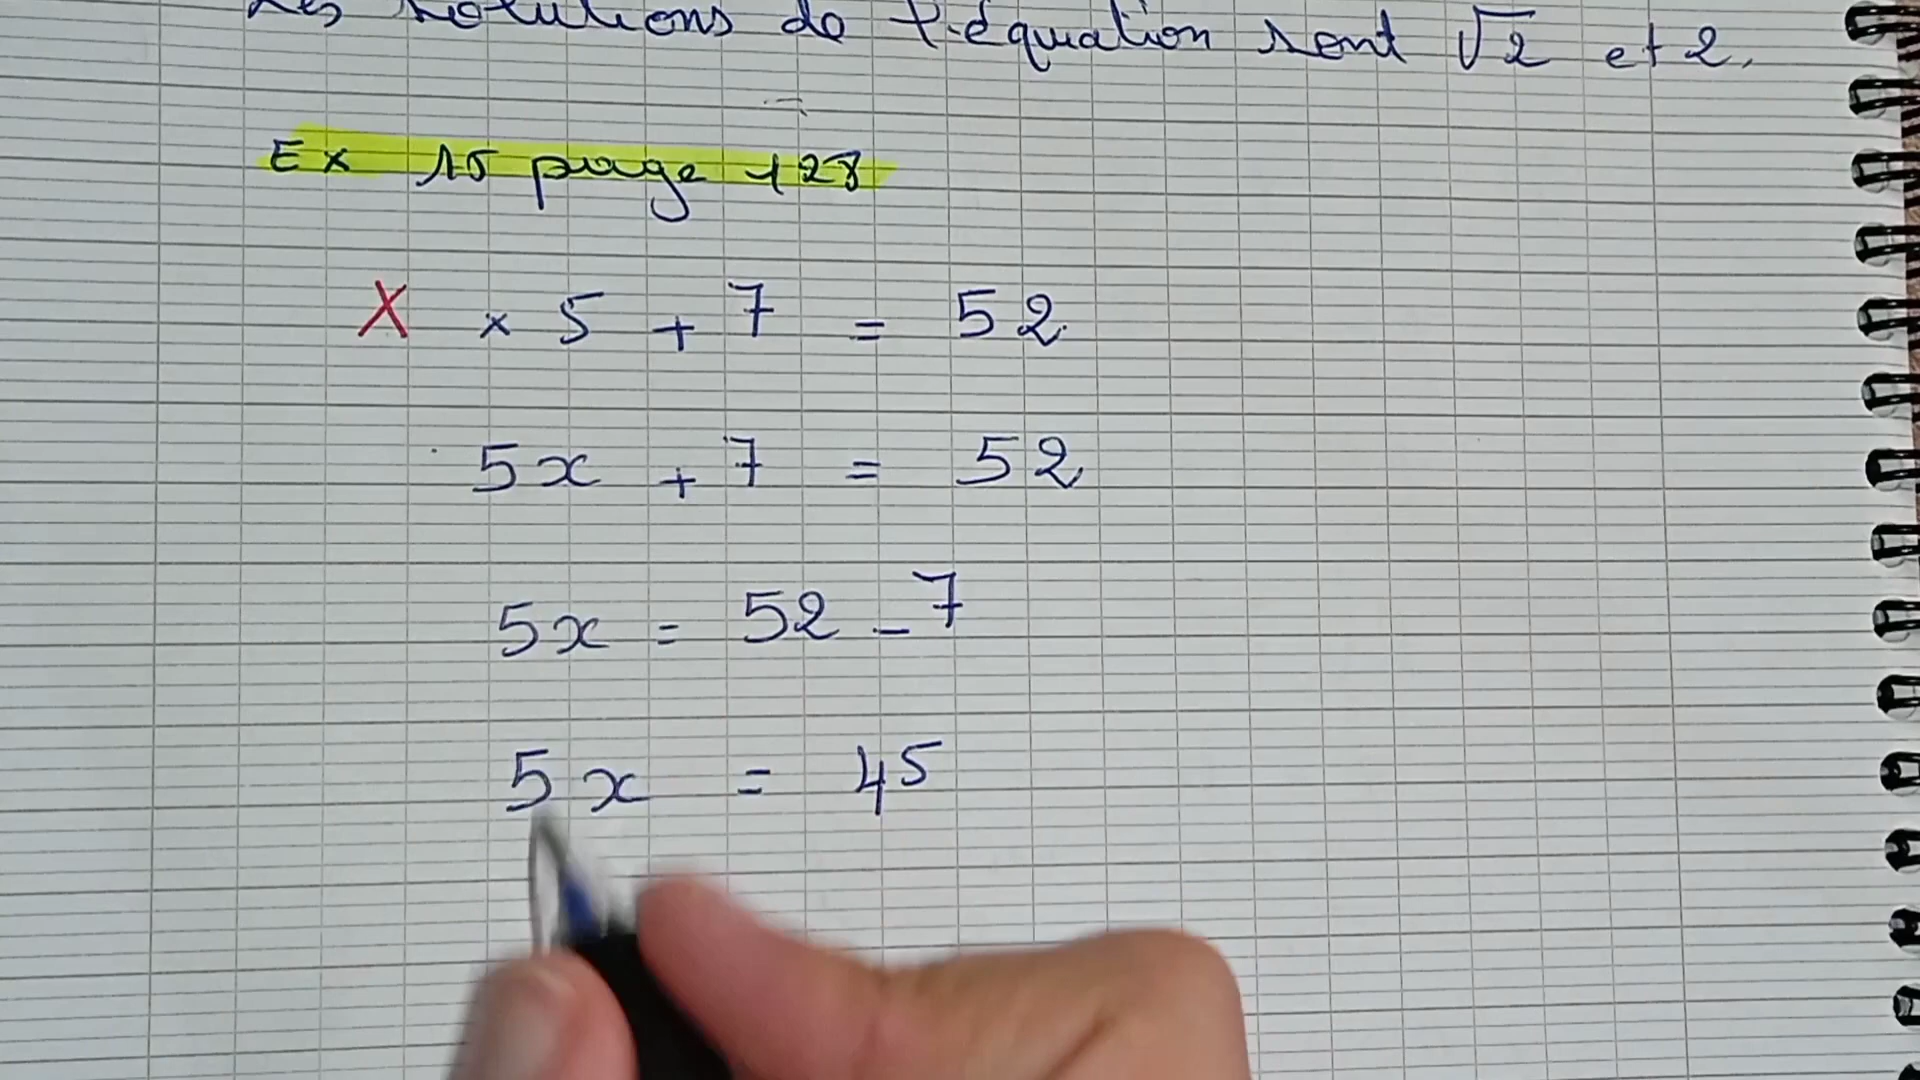 Les solutions de l'équation sont √2 et 2.
Ex 15 page 128
X × 5 + 7 = 52
5x + 7 = 52
5x = 52 - 7
5x = 45